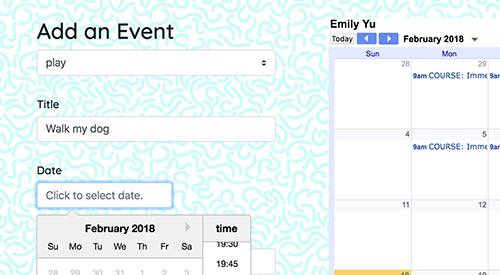 Add an Event
play
Title
Walk my dog
Date
Click to select date.
February 2018
time
Su Mo Tu We Th Fr Sa
19:30
19:45
28 29 30 31 1 2 3
Emily Yu
Today February 2018
Sun Mon
28 29
9am COURSE: Imme 9
4 5
9am COURSE: Imme 9
11 12
18